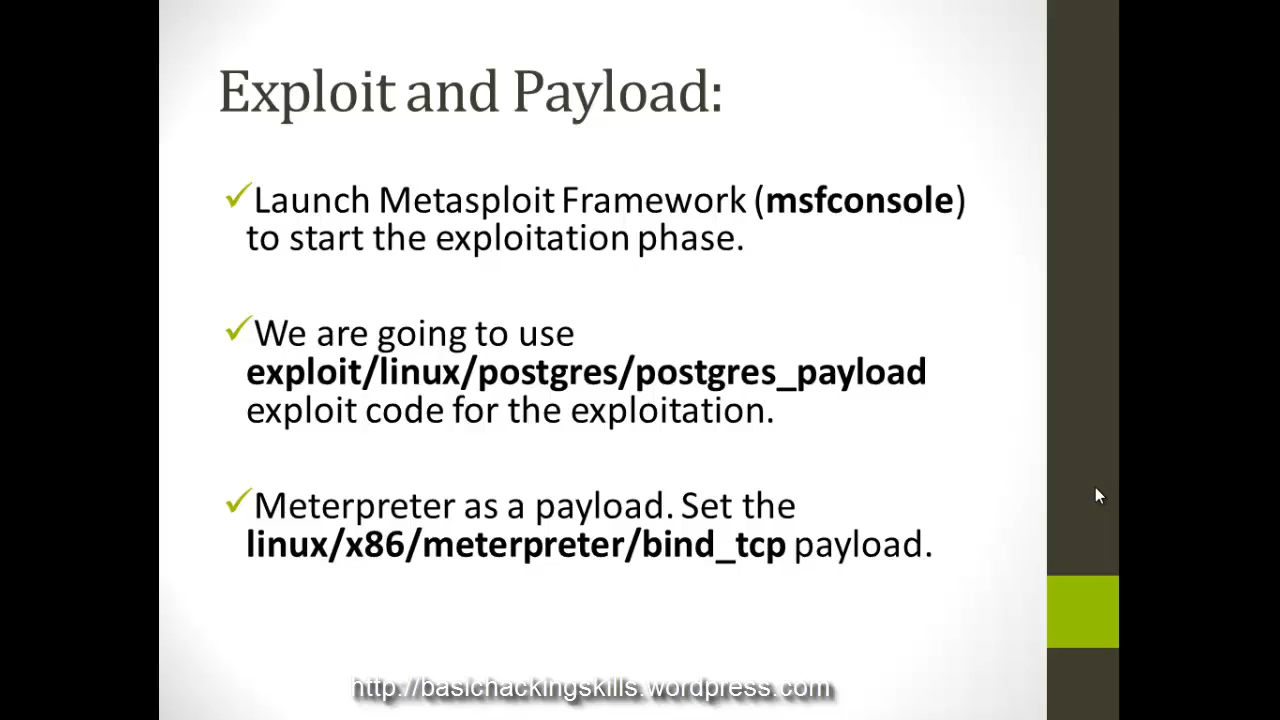 Exploit and Payload:
Launch Metasploit Framework (msfconsole)
to start the exploitation phase.
We are going to use
exploit/linux/postgres/postgres_payload
exploit code for the exploitation.
Meterpreter as a payload. Set the
linux/x86/meterpreter/bind_tcp payload.
http://basichackingskills.wordpress.com